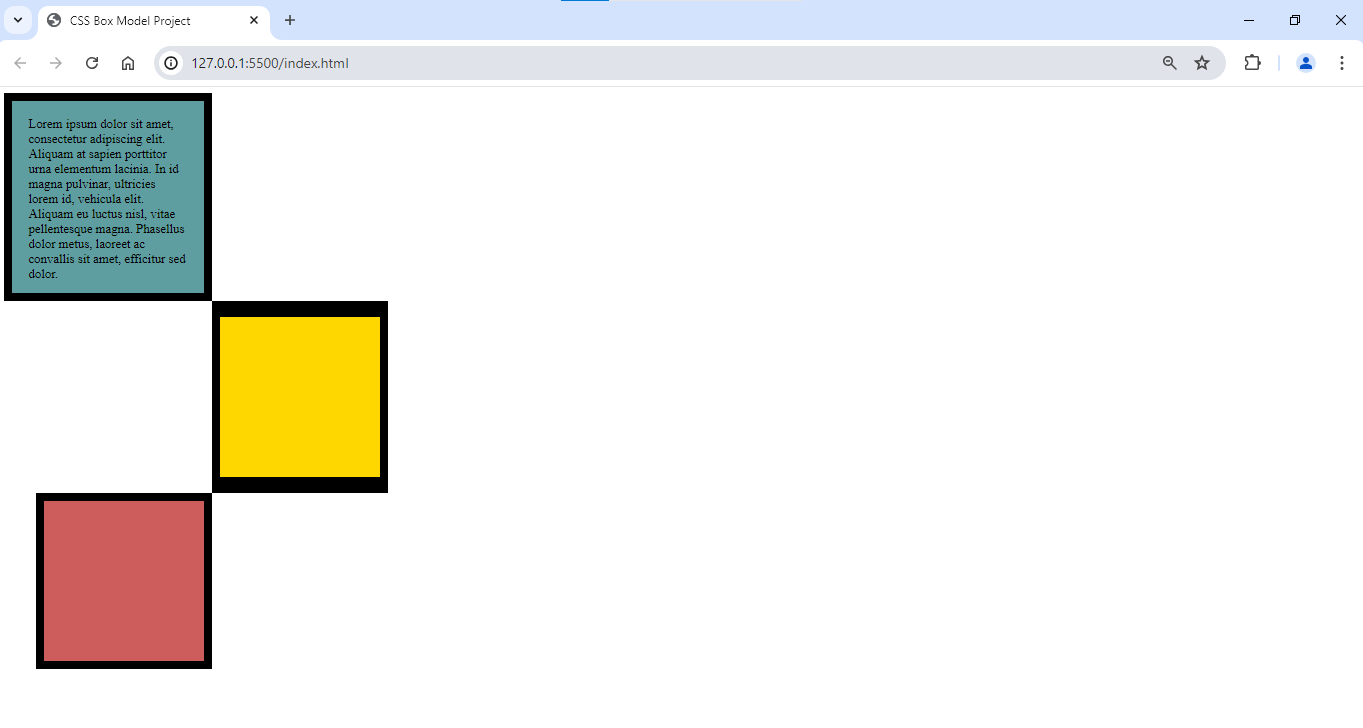 CSS Box Model Project
127.0.0.1:5500/index.html
Lorem ipsum dolor sit amet,
consectetur adipiscing elit.
Aliquam at sapien porttitor
urna elementum lacinia. In id
magna pulvinar, ultricies
lorem id, vehicula elit.
Aliquam eu luctus nisl, vitae
pellentesque magna. Phasellus
dolor metus, laoreet ac
convallis sit amet, efficitur sed
dolor.